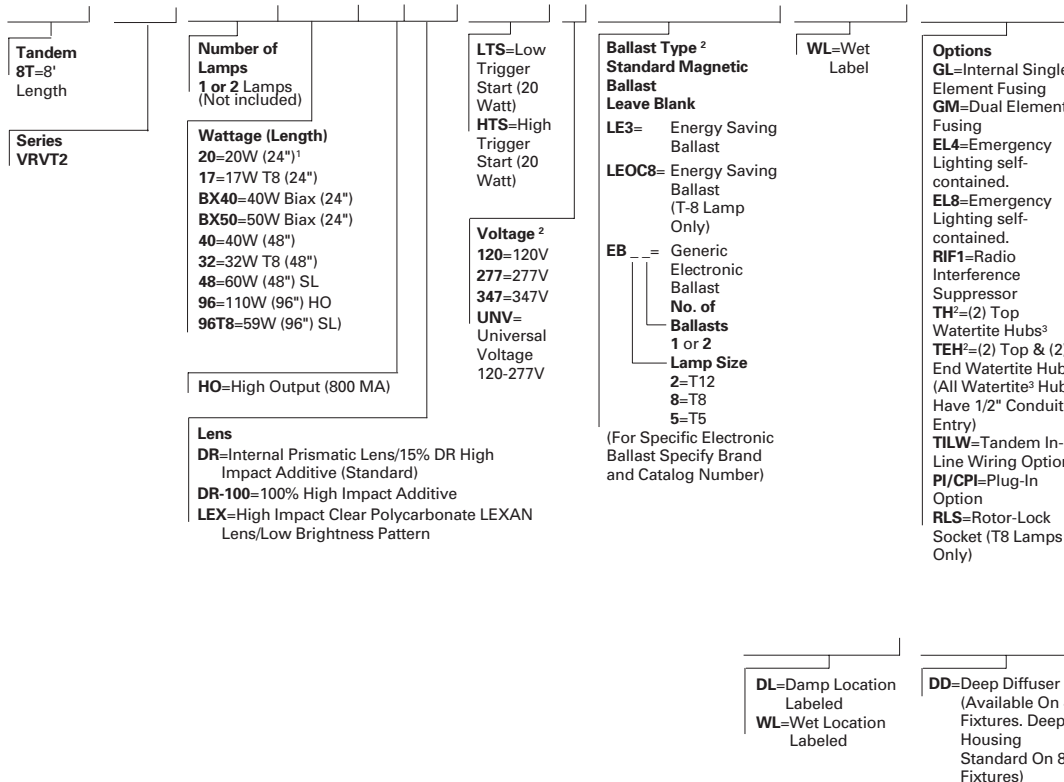 Tandem
8T=8'
Length
Series
VRVT2
Number of
Lamps
1 or 2 Lamps
(Not included)
Wattage (Length)
20=20W (24")¹
17=17W T8 (24")
BX40=40W Biax (24")
BX50=50W Biax (24")
40=40W (48")
32=32W T8 (48")
48=60W (48") SL
96=110W (96") HO
96T8=59W (96") SL)
HO=High Output (800 MA)
Lens
DR=Internal Prismatic Lens/15% DR High
Impact Additive (Standard)
DR-100=100% High Impact Additive
LEX=High Impact Clear Polycarbonate LEXAN
Lens/Low Brightness Pattern
LTS=Low
Trigger
Start (20
Watt)
HTS=High
Trigger
Start (20
Watt)
Voltage ²
120=120V
277=277V
347=347V
UNV=
Universal
Voltage
120-277V
Ballast Type ²
Standard Magnetic
Ballast
Leave Blank
LE3= Energy Saving
Ballast
LEOC8= Energy Saving
Ballast
(T-8 Lamp
Only)
EB _ _= Generic
Electronic
Ballast
No. of
Ballasts
1 or 2
Lamp Size
2=T12
8=T8
5=T5
(For Specific Electronic
Ballast Specify Brand
and Catalog Number)
WL=Wet
Label
Options
GL=Internal Single
Element Fusing
GM=Dual Element
Fusing
EL4=Emergency
Lighting self-
contained.
EL8=Emergency
Lighting self-
contained.
RIF1=Radio
Interference
Suppressor
TH²=(2) Top
Watertite Hubs³
TEH²=(2) Top & (2)
End Watertite Hub
(All Watertite³ Hub
Have 1/2" Conduit
Entry)
TILW=Tandem In-
Line Wiring Option
PI/CPI=Plug-In
Option
RLS=Rotor-Lock
Socket (T8 Lamps
Only)
DL=Damp Location
Labeled
WL=Wet Location
Labeled
DD=Deep Diffuser
(Available On
Fixtures. Deep
Housing
Standard On 8
Fixtures)